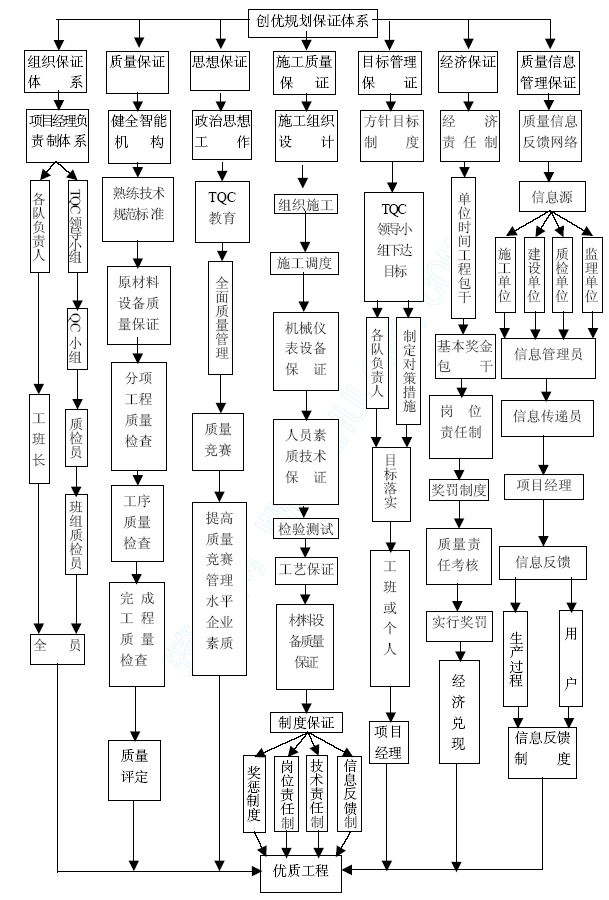 创优规划保证体系
组织保证
体系
项目经理负
责制体系
各队负责人
TQC领导小组
QC小组
工班长
质检员
班组质检员
全员
质量保证
健全智能
机构
熟练技术
规范标准
原材料
设备质
量保证
分项
工程
质量
检查
工序
质量
检查
完成
工程
质量
检查
质量
评定
思想保证
政治思想
工作
TQC
教育
全面质量管理
质量
竞赛
提高
质量
竞赛
管理
水平
企业
素质
施工质量
保证
施工组织
设计
组织施工
施工调度
机械仪
表设备
保证
人员素
质技术
保证
检验测试
工艺保证
材料设
备质量
保证
制度保证
奖惩制度
岗位责任制
技术责任制
信息反馈制
目标管理
保证
方针目标
制度
TQC
领导小
组下达
目标
各队负责人
制定对策措施
目标落实
工班或个人
项目
经理
经济保证
经济
责任制
单位时间工程包干
基本奖金
包干
岗位
责任制
奖罚制度
质量责
任考核
实行奖罚
经济兑现
质量信息
管理保证
质量信息
反馈网络
信息源
施工单位
建设单位
质检单位
监理单位
信息管理员
信息传递员
项目经理
信息反馈
生产过程
用户
信息反馈
制度
优质工程